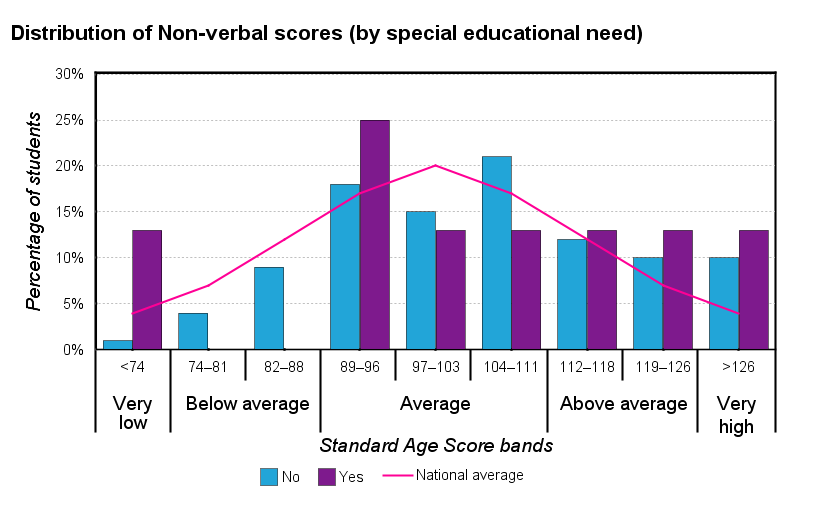 Distribution of Non-verbal scores (by special educational need)
30%
25%
20%
15%
10%
5%
0%
Percentage of students
<74 74–81 82–88 89–96 97–103 104–111 112–118 119–126 >126
Very low Below average Average Above average Very high
Standard Age Score bands
No Yes National average